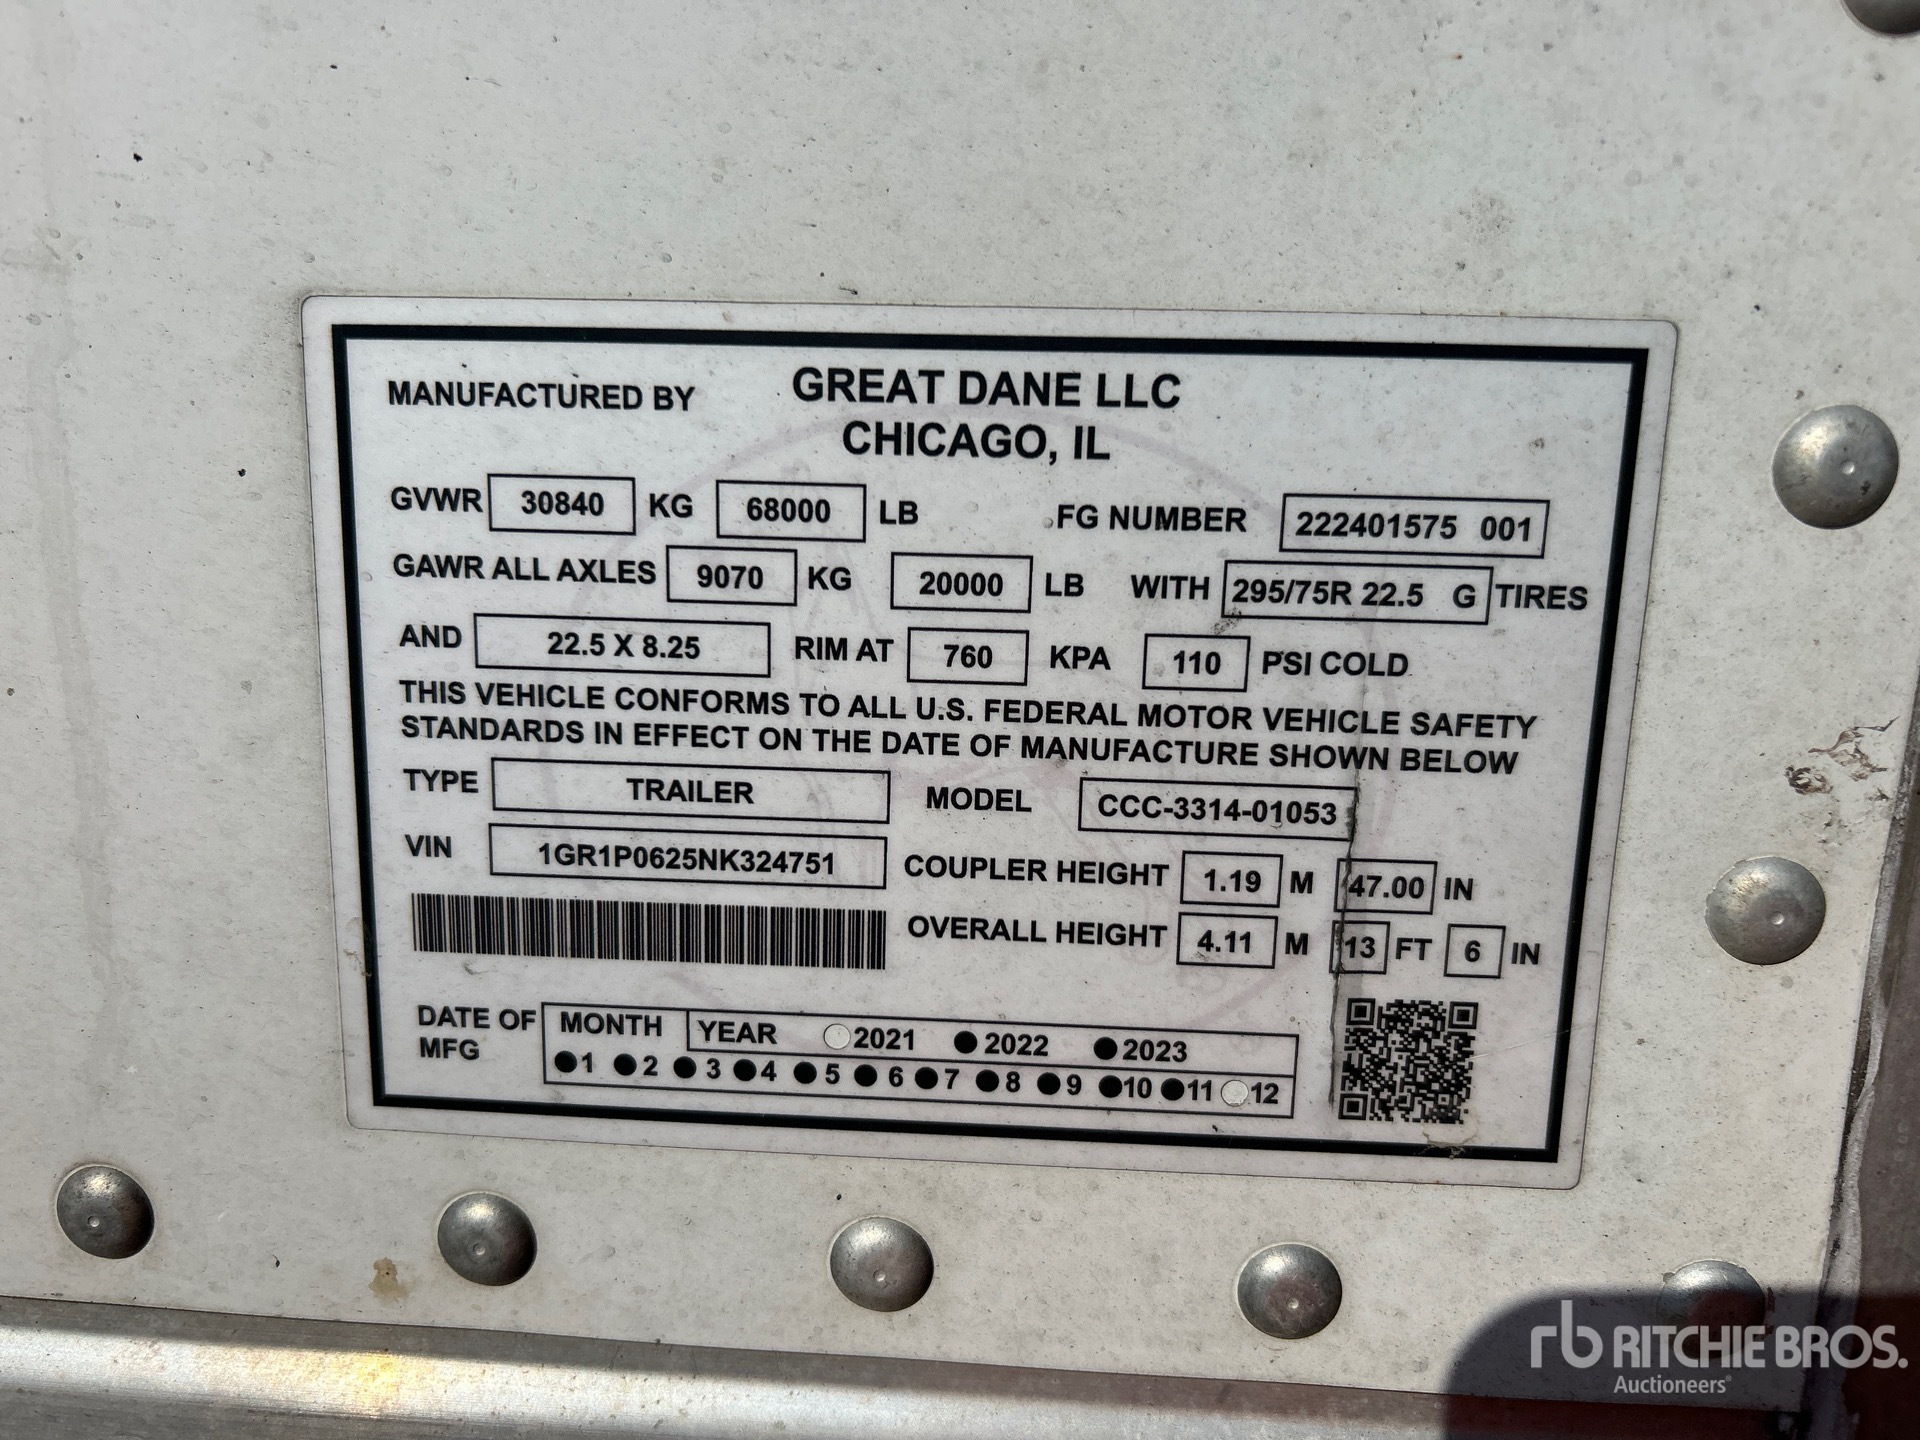 MANUFACTURED BY GREAT DANE LLC
CHICAGO, IL
GVWR 30840 KG 68000 LB FG NUMBER 222401575 001
GAWR ALL AXLES 9070 KG 20000 LB WITH 295/75R 22.5 G TIRES
AND 22.5 X 8.25 RIM AT 760 KPA 110 PSI COLD
THIS VEHICLE CONFORMS TO ALL U.S. FEDERAL MOTOR VEHICLE SAFETY
STANDARDS IN EFFECT ON THE DATE OF MANUFACTURE SHOWN BELOW
TYPE TRAILER MODEL CCC-3314-01053
VIN 1GR1P0625NK324751 COUPLER HEIGHT 1.19 M 47.00 IN
OVERALL HEIGHT 4.11 M 13 FT 6 IN
DATE OF MFG MONTH YEAR 2021 2022 2023
1 2 3 4 5 6 7 8 9 10 11 12
rb RITCHIE BROS.
Auctioneers®